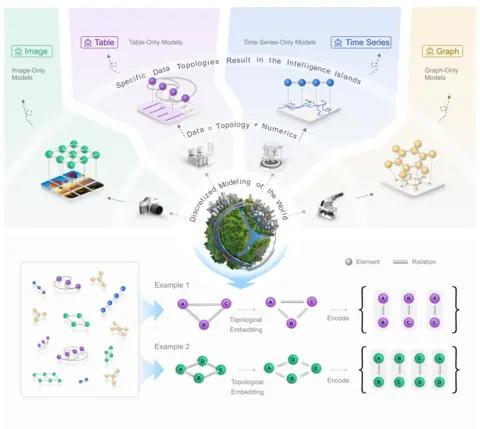 Image
Table
Table-Only Models
Time Series-Only Models
Time Series
Graph
Image-Only
Models
Graph-Only
Models
Specific Data Topologies Result in the Intelligence Islands
Data = Topology + Numerics
Discretized Modeling of the World
Element
Relation
Example 1
A
C
B
Topological
Embedding
A
C
B
Encode
A
B
A
B
C
C
Example 2
D
A
C
B
Topological
Embedding
D
A
C
B
Encode
A
B
C
A
B
C
D
D